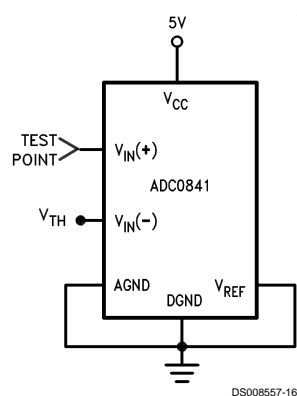 5V
VCC
TEST
POINT
VIN(+)
ADC0841
VTH
VIN(-)
AGND
VREF
DGND
DS008557-16